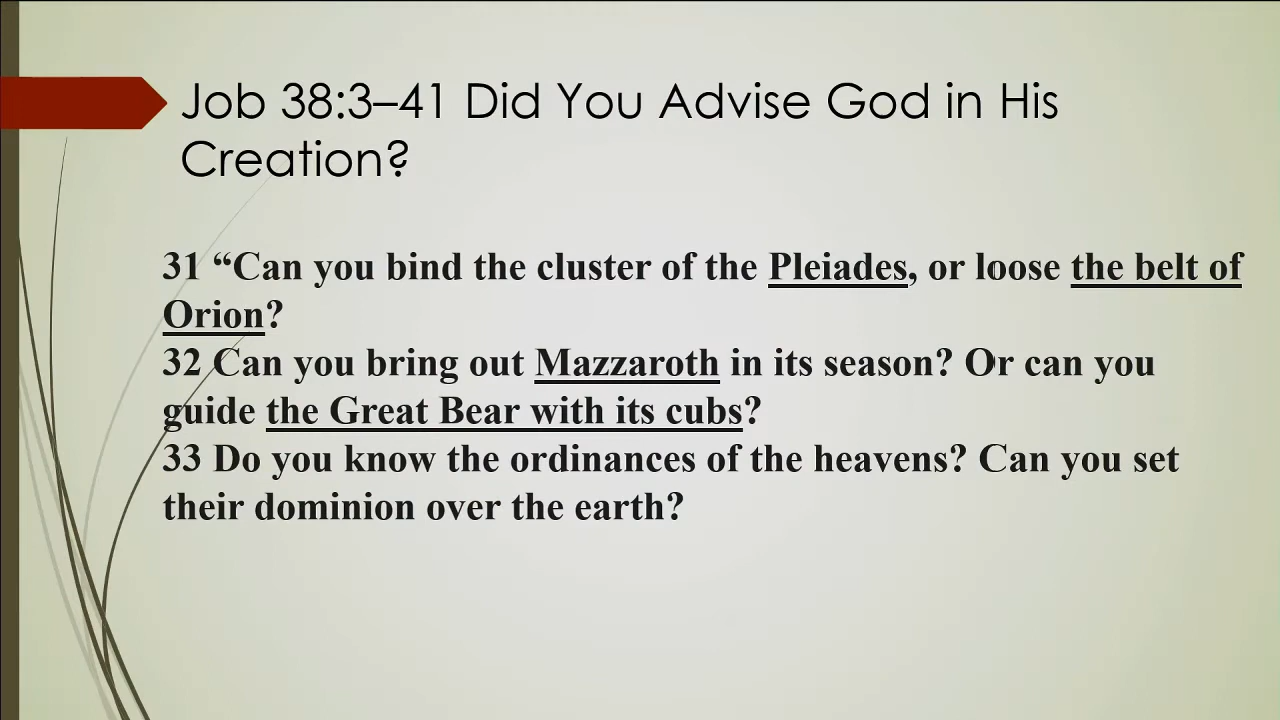 Job 38:3–41 Did You Advise God in His
Creation?
31 “Can you bind the cluster of the Pleiades, or loose the belt of
Orion?
32 Can you bring out Mazzaroth in its season? Or can you
guide the Great Bear with its cubs?
33 Do you know the ordinances of the heavens? Can you set
their dominion over the earth?